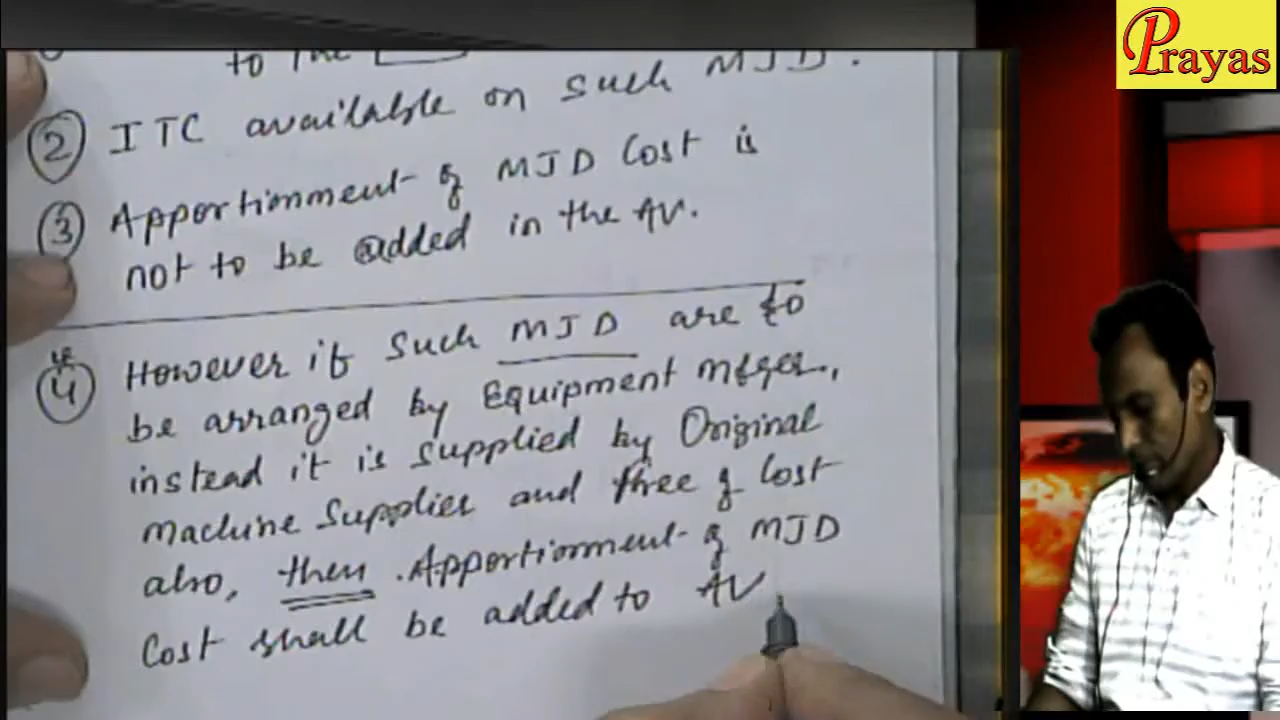 Prayas
to the
② ITC available on such MJD.
③ Apportionment of MJD Cost is
not to be added in the AV.
④ However if such MJD are to
be arranged by Equipment mfger.,
instead it is supplied by Original
Machine Supplier and free of Cost
also, then Apportionment of MJD
Cost shall be added to AV